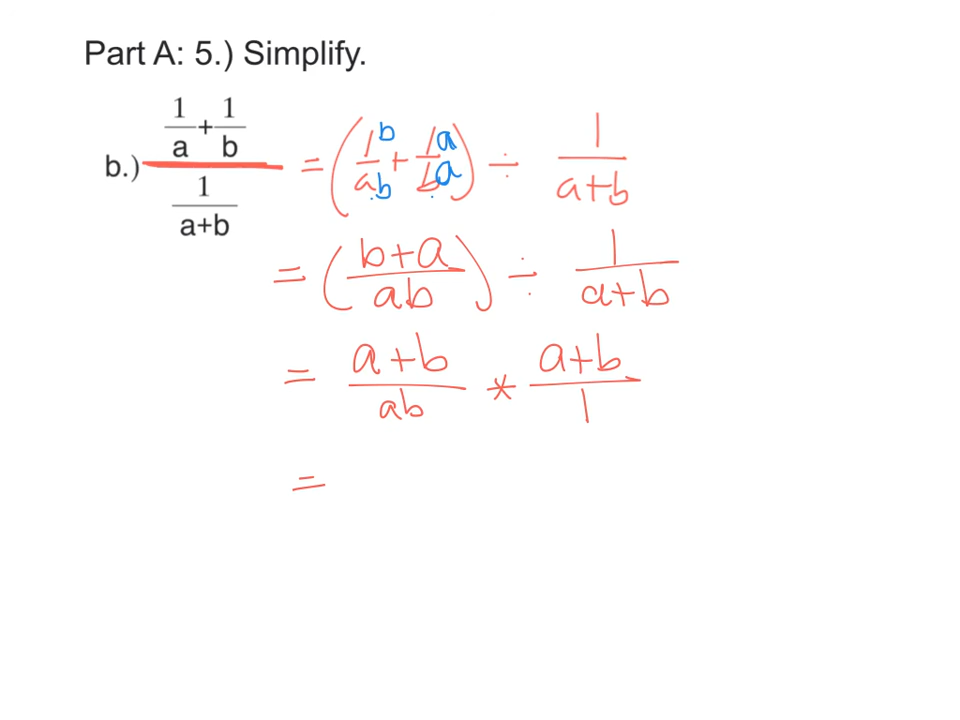 Part A: 5.) Simplify.
b.) (1/a + 1/b) / (1/(a+b)) = (1b/ab + 1a/ba) ÷ 1/(a+b)
= ((b+a)/ab) ÷ 1/(a+b)
= (a+b)/ab * (a+b)/1
=